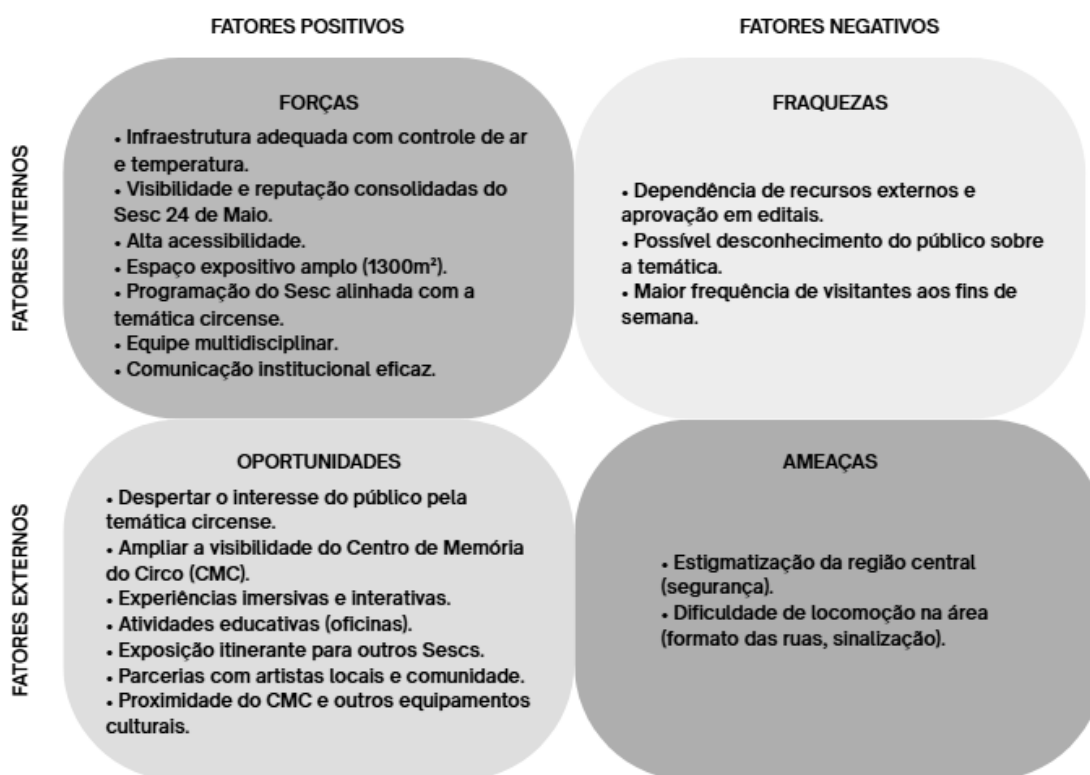 FATORES POSITIVOS
FATORES NEGATIVOS
FATORES INTERNOS
FORÇAS
• Infraestrutura adequada com controle de ar
e temperatura.
• Visibilidade e reputação consolidadas do
Sesc 24 de Maio.
• Alta acessibilidade.
• Espaço expositivo amplo (1300m²).
• Programação do Sesc alinhada com a
temática circense.
• Equipe multidisciplinar.
• Comunicação institucional eficaz.
FRAQUEZAS
• Dependência de recursos externos e
aprovação em editais.
• Possível desconhecimento do público sobre
a temática.
• Maior frequência de visitantes aos fins de
semana.
FATORES EXTERNOS
OPORTUNIDADES
• Despertar o interesse do público pela
temática circense.
• Ampliar a visibilidade do Centro de Memória
do Circo (CMC).
• Experiências imersivas e interativas.
• Atividades educativas (oficinas).
• Exposição itinerante para outros Sescs.
• Parcerias com artistas locais e comunidade.
• Proximidade do CMC e outros equipamentos
culturais.
AMEAÇAS
• Estigmatização da região central
(segurança).
• Dificuldade de locomoção na área
(formato das ruas, sinalização).